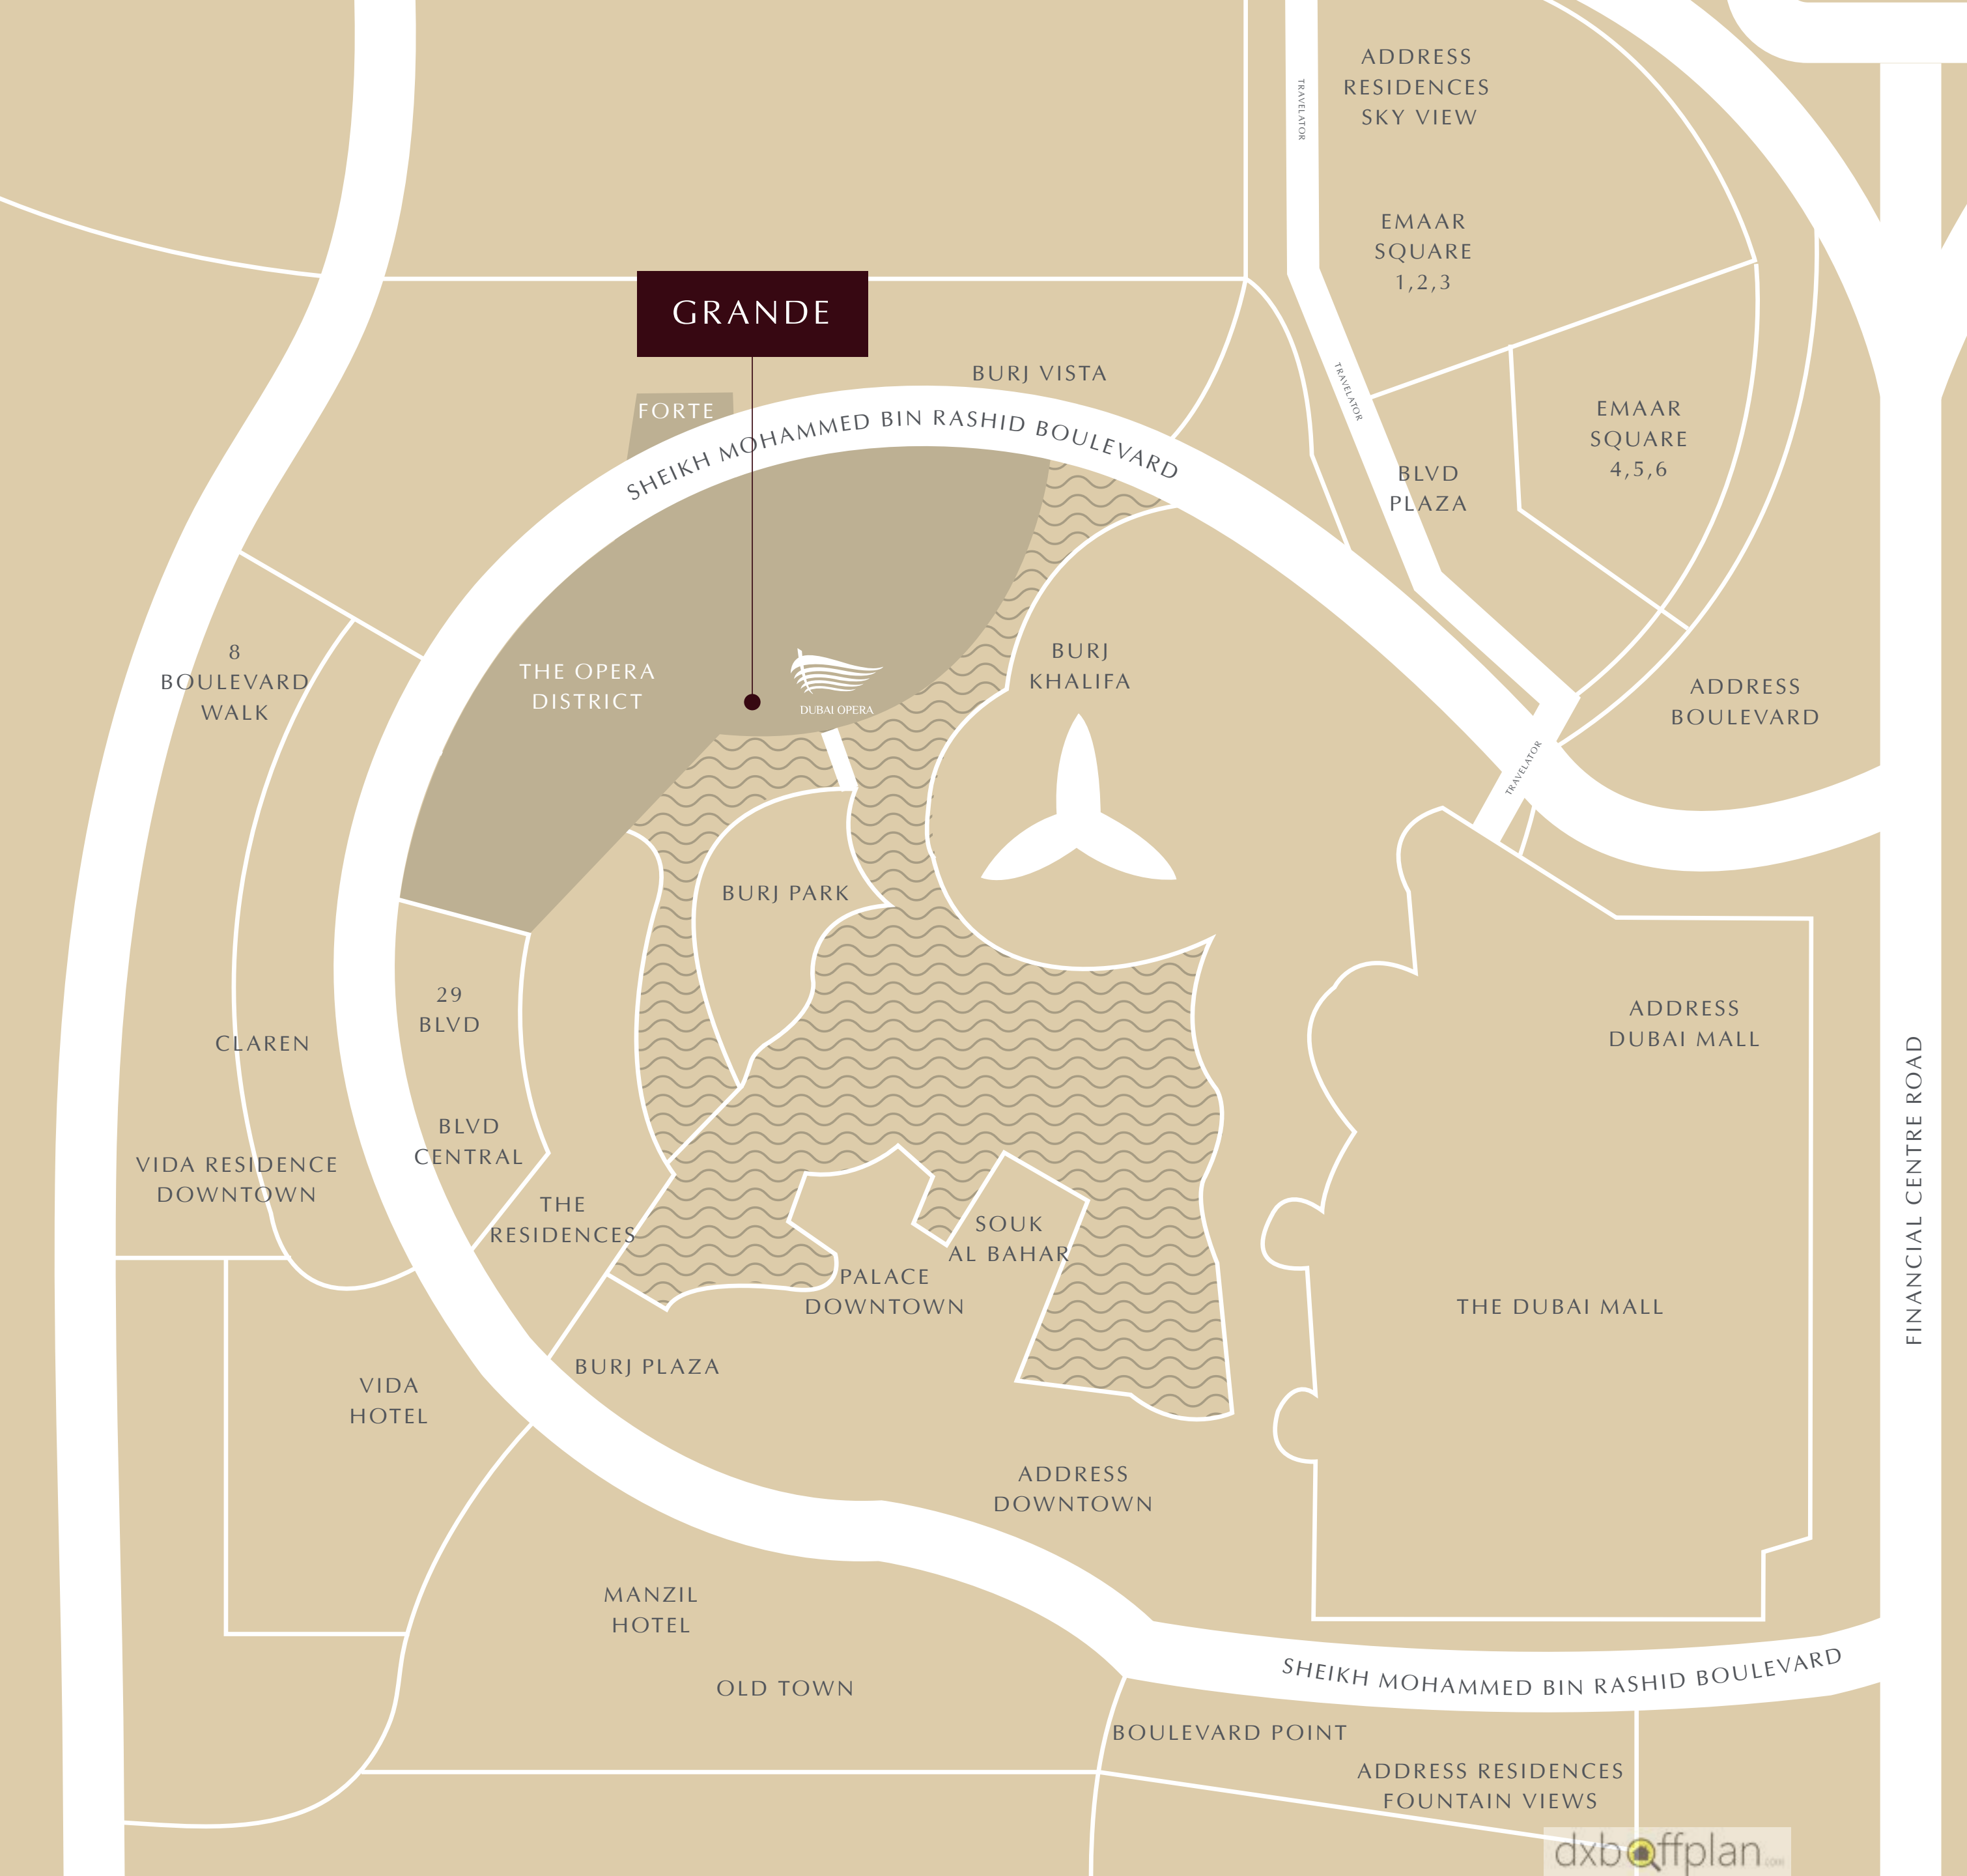 ADDRESS
RESIDENCES
SKY VIEW
TRAVELATOR
EMAAR
SQUARE
1,2,3
GRANDE
BURJ VISTA
TRAVELATOR
FORTE
SHEIKH MOHAMMED BIN RASHID BOULEVARD
EMAAR
SQUARE
4,5,6
BLVD
PLAZA
8
BOULEVARD
WALK
THE OPERA
DISTRICT
DUBAI OPERA
BURJ
KHALIFA
ADDRESS
BOULEVARD
TRAVELATOR
BURJ PARK
29
BLVD
CLAREN
ADDRESS
DUBAI MALL
FINANCIAL CENTRE ROAD
BLVD
CENTRAL
VIDA RESIDENCE
DOWNTOWN
THE
RESIDENCES
SOUK
AL BAHAR
PALACE
DOWNTOWN
THE DUBAI MALL
BURJ PLAZA
VIDA
HOTEL
ADDRESS
DOWNTOWN
MANZIL
HOTEL
OLD TOWN
SHEIKH MOHAMMED BIN RASHID BOULEVARD
BOULEVARD POINT
ADDRESS RESIDENCES
FOUNTAIN VIEWS
dxboffplan.com